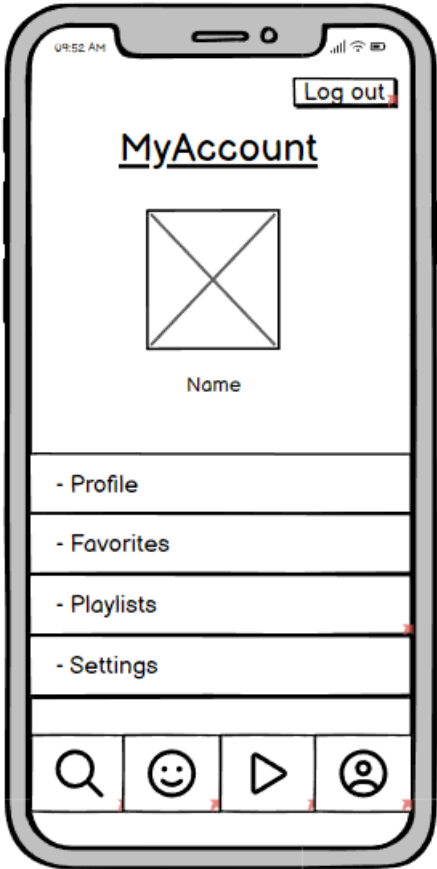 09:52 AM
Log out
MyAccount
Name
- Profile
- Favorites
- Playlists
- Settings